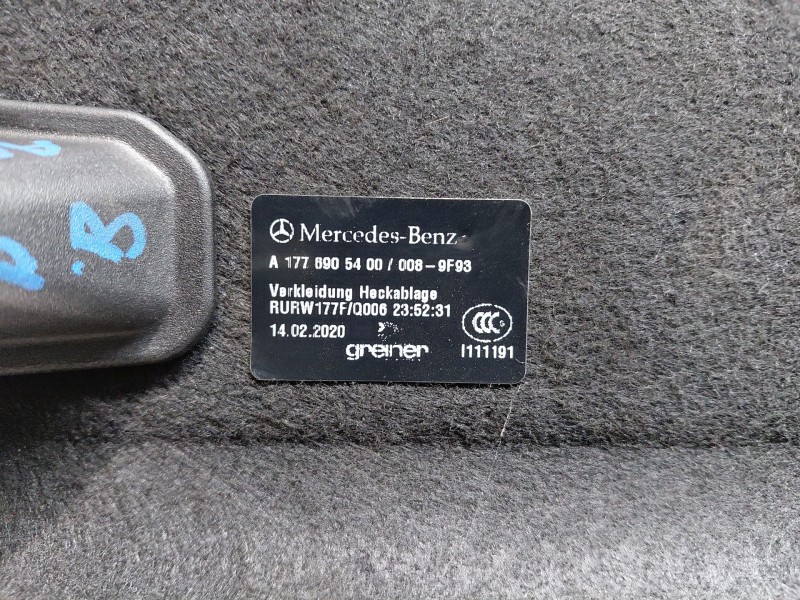 Mercedes-Benz
A 177 690 54 00 / 008 - 9F93
Verkleidung Heckablage
RURW177F/Q006 23:52:31
14.02.2020
greiner
CCC
I111191